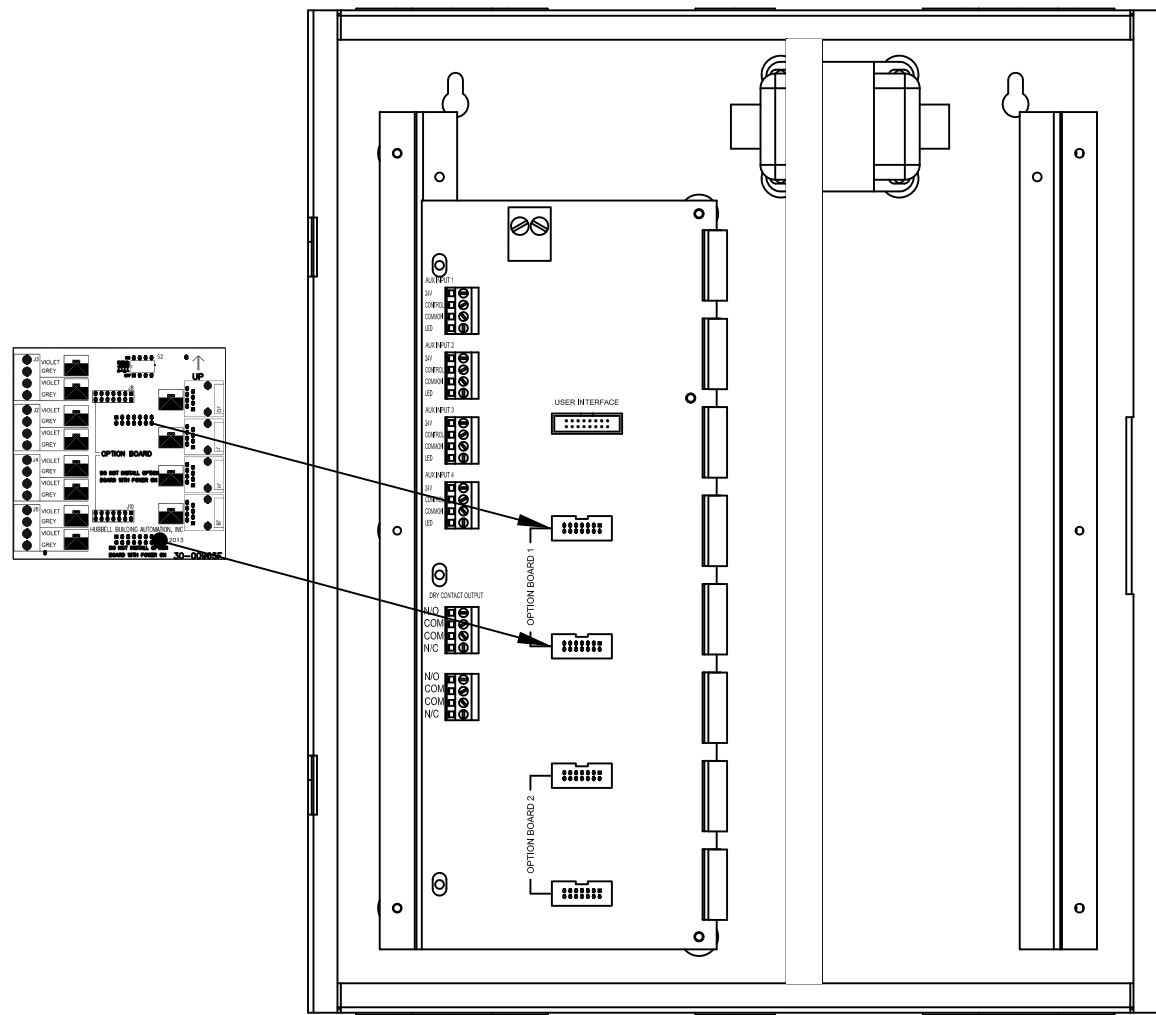 J3
VIOLET
GREY
VIOLET
GREY
J2
VIOLET
GREY
VIOLET
GREY
J4
VIOLET
GREY
VIOLET
GREY
VIOLET
GREY
VIOLET
GREY
S2
UP
J8
OPTION BOARD
DO NOT INSTALL OPTION
BOARD WITH POWER ON
J10
HUBBELL BUILDING AUTOMATION, INC
2013
DO NOT INSTALL OPTION
BOARD WITH POWER ON
AUX INPUT 1
24V
CONTROL
COMMON
LED
AUX INPUT 2
24V
CONTROL
COMMON
LED
AUX INPUT 3
24V
CONTROL
COMMON
LED
AUX INPUT 4
24V
CONTROL
COMMON
LED
DRY CONTACT OUTPUT
N/O
COM
COM
N/C
N/O
COM
COM
N/C
USER INTERFACE
OPTION BOARD 1
OPTION BOARD 2